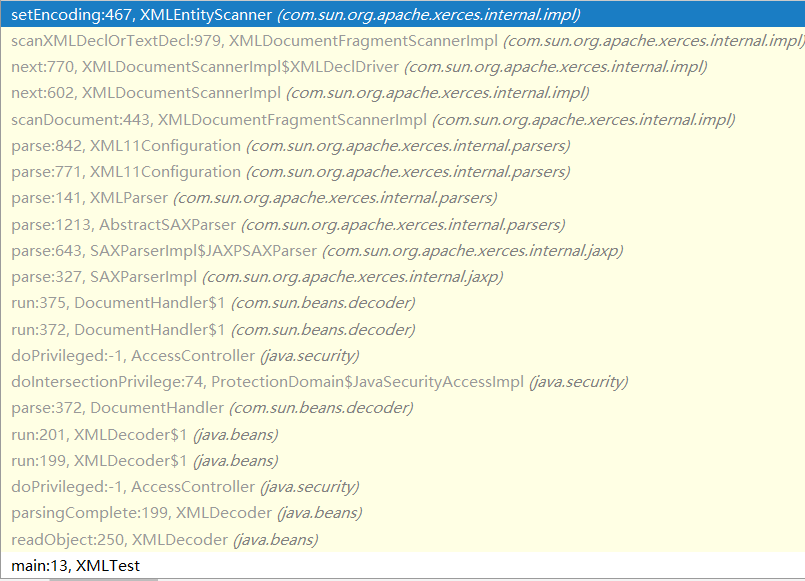 setEncoding:467, XMLEntityScanner (com.sun.org.apache.xerces.internal.impl)
scanXMLDeclOrTextDecl:979, XMLDocumentFragmentScannerImpl (com.sun.org.apache.xerces.internal.impl)
next:770, XMLDocumentScannerImpl$XMLDeclDriver (com.sun.org.apache.xerces.internal.impl)
next:602, XMLDocumentScannerImpl (com.sun.org.apache.xerces.internal.impl)
scanDocument:443, XMLDocumentFragmentScannerImpl (com.sun.org.apache.xerces.internal.impl)
parse:842, XML11Configuration (com.sun.org.apache.xerces.internal.parsers)
parse:771, XML11Configuration (com.sun.org.apache.xerces.internal.parsers)
parse:141, XMLParser (com.sun.org.apache.xerces.internal.parsers)
parse:1213, AbstractSAXParser (com.sun.org.apache.xerces.internal.parsers)
parse:643, SAXParserImpl$JAXPSAXParser (com.sun.org.apache.xerces.internal.jaxp)
parse:327, SAXParserImpl (com.sun.org.apache.xerces.internal.jaxp)
run:375, DocumentHandler$1 (com.sun.beans.decoder)
run:372, DocumentHandler$1 (com.sun.beans.decoder)
doPrivileged:-1, AccessController (java.security)
doIntersectionPrivilege:74, ProtectionDomain$JavaSecurityAccessImpl (java.security)
parse:372, DocumentHandler (com.sun.beans.decoder)
run:201, XMLDecoder$1 (java.beans)
run:199, XMLDecoder$1 (java.beans)
doPrivileged:-1, AccessController (java.security)
parsingComplete:199, XMLDecoder (java.beans)
readObject:250, XMLDecoder (java.beans)
main:13, XMLTest